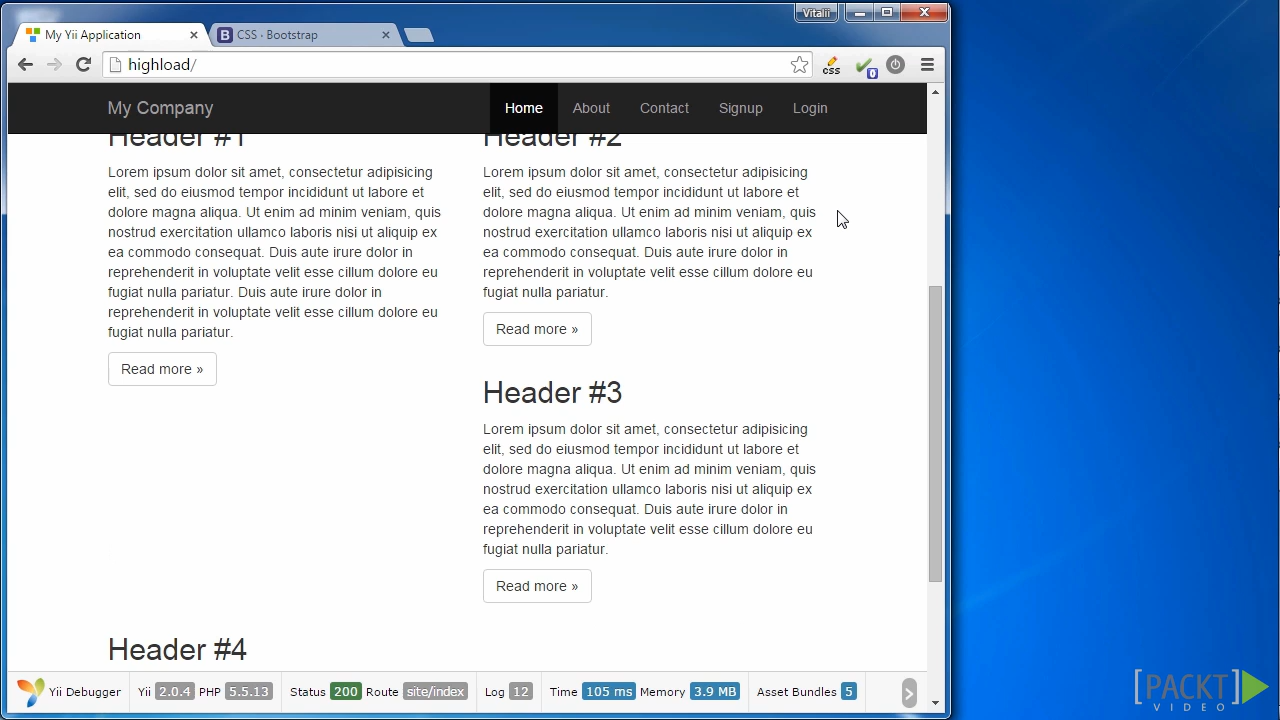 Vitalii
My Yii Application
CSS · Bootstrap
highload/
css
0
My Company
Home
About
Contact
Signup
Login
Header #1
Lorem ipsum dolor sit amet, consectetur adipisicing
elit, sed do eiusmod tempor incididunt ut labore et
dolore magna aliqua. Ut enim ad minim veniam, quis
nostrud exercitation ullamco laboris nisi ut aliquip ex
ea commodo consequat. Duis aute irure dolor in
reprehenderit in voluptate velit esse cillum dolore eu
fugiat nulla pariatur. Duis aute irure dolor in
reprehenderit in voluptate velit esse cillum dolore eu
fugiat nulla pariatur.
Read more »
Header #2
Lorem ipsum dolor sit amet, consectetur adipisicing
elit, sed do eiusmod tempor incididunt ut labore et
dolore magna aliqua. Ut enim ad minim veniam, quis
nostrud exercitation ullamco laboris nisi ut aliquip ex
ea commodo consequat. Duis aute irure dolor in
reprehenderit in voluptate velit esse cillum dolore eu
fugiat nulla pariatur.
Read more »
Header #3
Lorem ipsum dolor sit amet, consectetur adipisicing
elit, sed do eiusmod tempor incididunt ut labore et
dolore magna aliqua. Ut enim ad minim veniam, quis
nostrud exercitation ullamco laboris nisi ut aliquip ex
ea commodo consequat. Duis aute irure dolor in
reprehenderit in voluptate velit esse cillum dolore eu
fugiat nulla pariatur.
Read more »
Header #4
Yii Debugger
Yii 2.0.4 PHP 5.5.13
Status 200 Route site/index
Log 12
Time 105 ms Memory 3.9 MB
Asset Bundles 5
[PACKT]
VIDEO